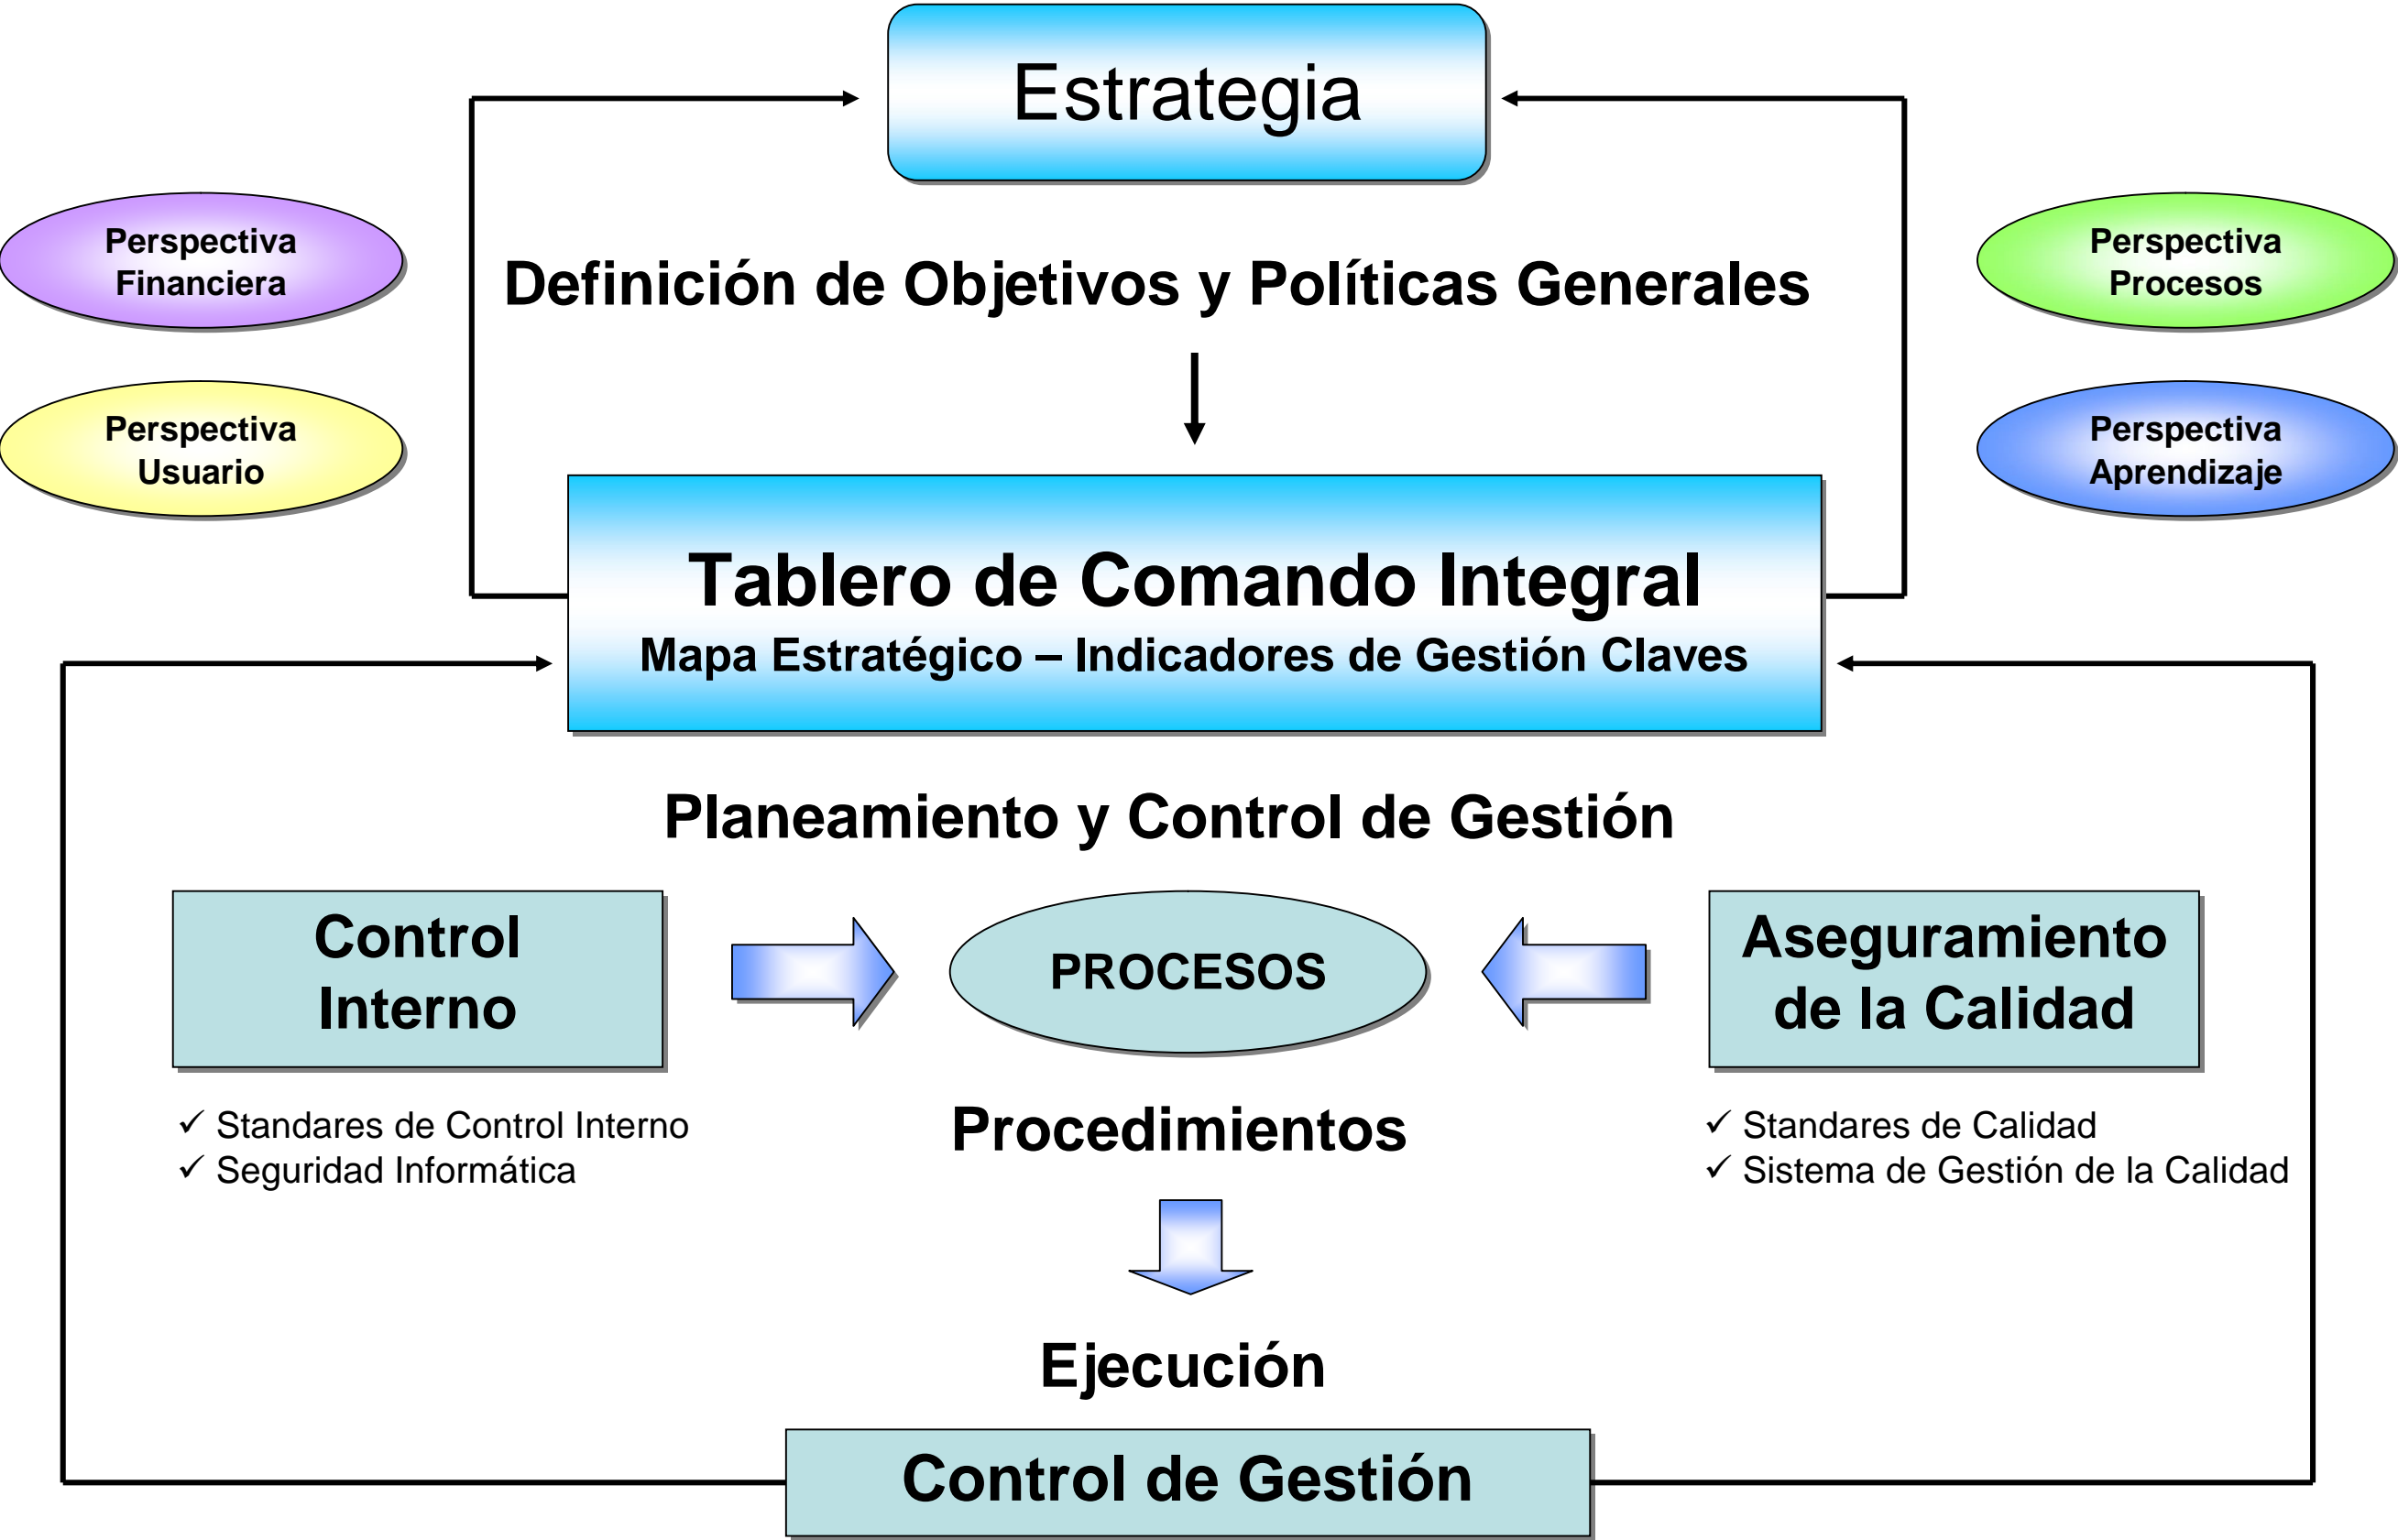 Estrategia
Perspectiva
Financiera
Definición de Objetivos y Políticas Generales
Perspectiva
Procesos
Perspectiva
Usuario
Perspectiva
Aprendizaje
Tablero de Comando Integral
Mapa Estratégico – Indicadores de Gestión Claves
Planeamiento y Control de Gestión
Control
Interno
PROCESOS
Aseguramiento
de la Calidad
✓ Standares de Control Interno
✓ Seguridad Informática
Procedimientos
✓ Standares de Calidad
✓ Sistema de Gestión de la Calidad
Ejecución
Control de Gestión